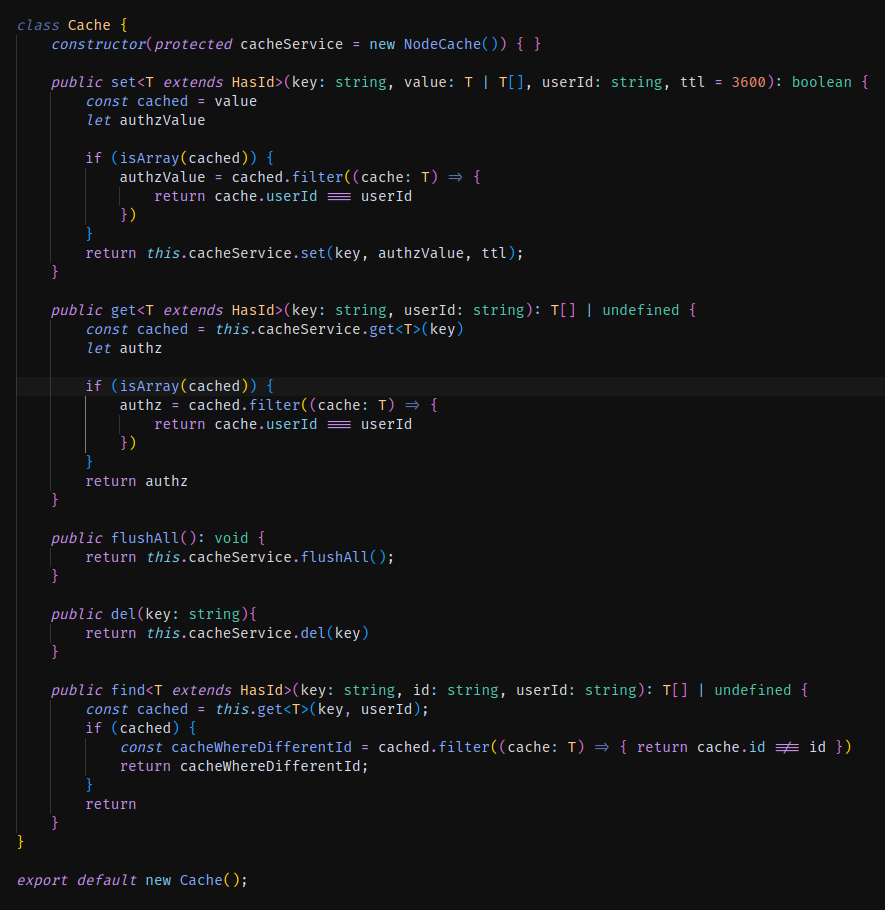 class Cache {
    constructor(protected cacheService = new NodeCache()) { }

    public set<T extends HasId>(key: string, value: T | T[], userId: string, ttl = 3600): boolean {
        const cached = value
        let authzValue

        if (isArray(cached)) {
            authzValue = cached.filter((cache: T) => {
                return cache.userId === userId
            })
        }
        return this.cacheService.set(key, authzValue, ttl);
    }

    public get<T extends HasId>(key: string, userId: string): T[] | undefined {
        const cached = this.cacheService.get<T>(key)
        let authz

        if (isArray(cached)) {
            authz = cached.filter((cache: T) => {
                return cache.userId === userId
            })
        }
        return authz
    }

    public flushAll(): void {
        return this.cacheService.flushAll();
    }

    public del(key: string){
        return this.cacheService.del(key)
    }

    public find<T extends HasId>(key: string, id: string, userId: string): T[] | undefined {
        const cached = this.get<T>(key, userId);
        if (cached) {
            const cacheWhereDifferentId = cached.filter((cache: T) => { return cache.id !== id })
            return cacheWhereDifferentId;
        }
        return
    }
}

export default new Cache();